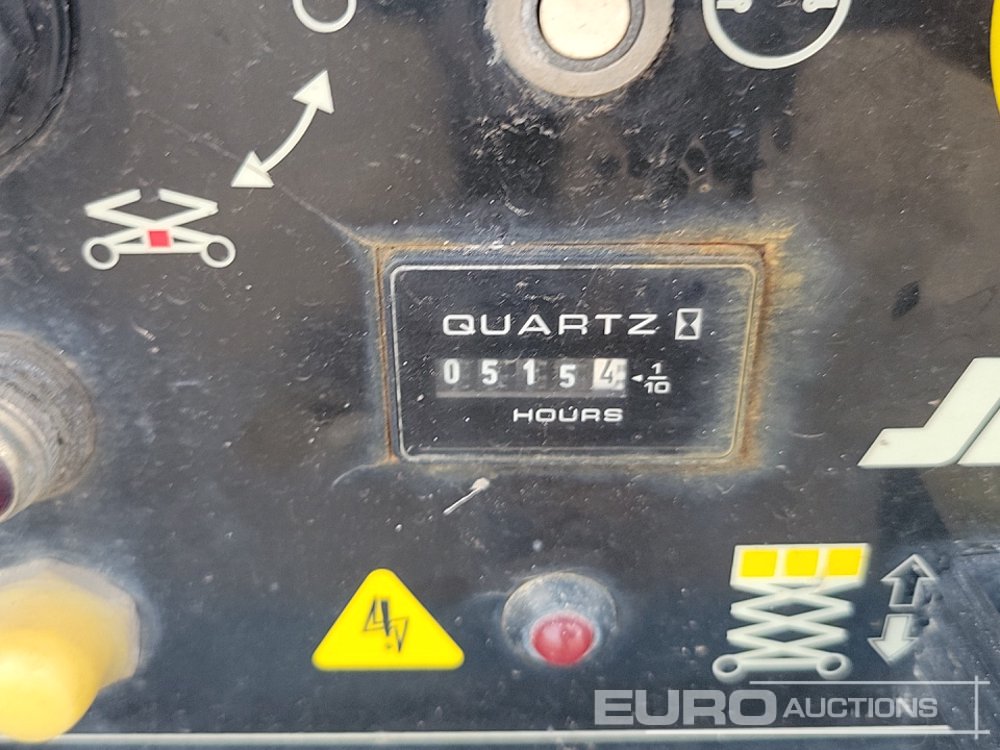 QUARTZ
05154 1/10
HOURS
EURO AUCTIONS